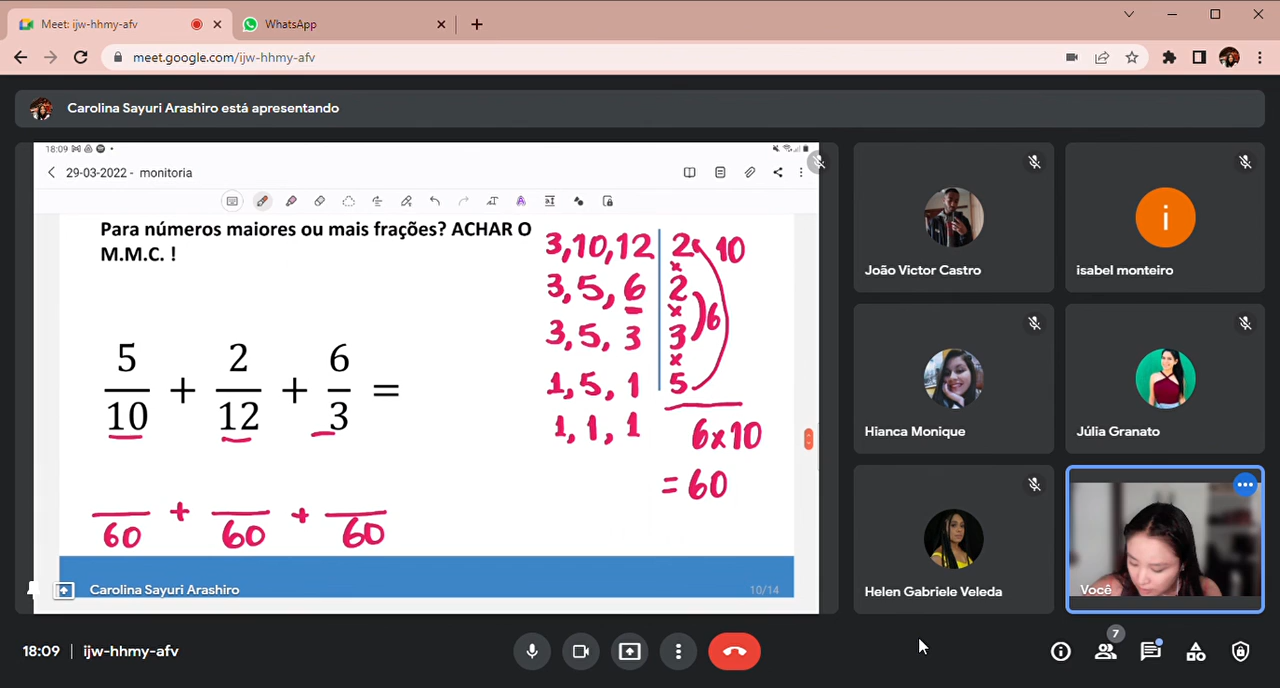 Meet: ijw-hhmy-afv
WhatsApp
meet.google.com/ijw-hhmy-afv
Carolina Sayuri Arashiro está apresentando
18:09
29-03-2022 - monitoria
Para números maiores ou mais frações? ACHAR O
M.M.C. !
5/10 + 2/12 + 6/3 =
__/60 + __/60 + __/60
3,10,12 | 2 10
x
3,5,6 | 2
x 6
3,5,3 | 3
x
1,5,1 | 5
1,1,1
6x10
= 60
Carolina Sayuri Arashiro
10/14
João Victor Castro
i
isabel monteiro
Hianca Monique
Júlia Granato
Helen Gabriele Veleda
Você
18:09 | ijw-hhmy-afv
7